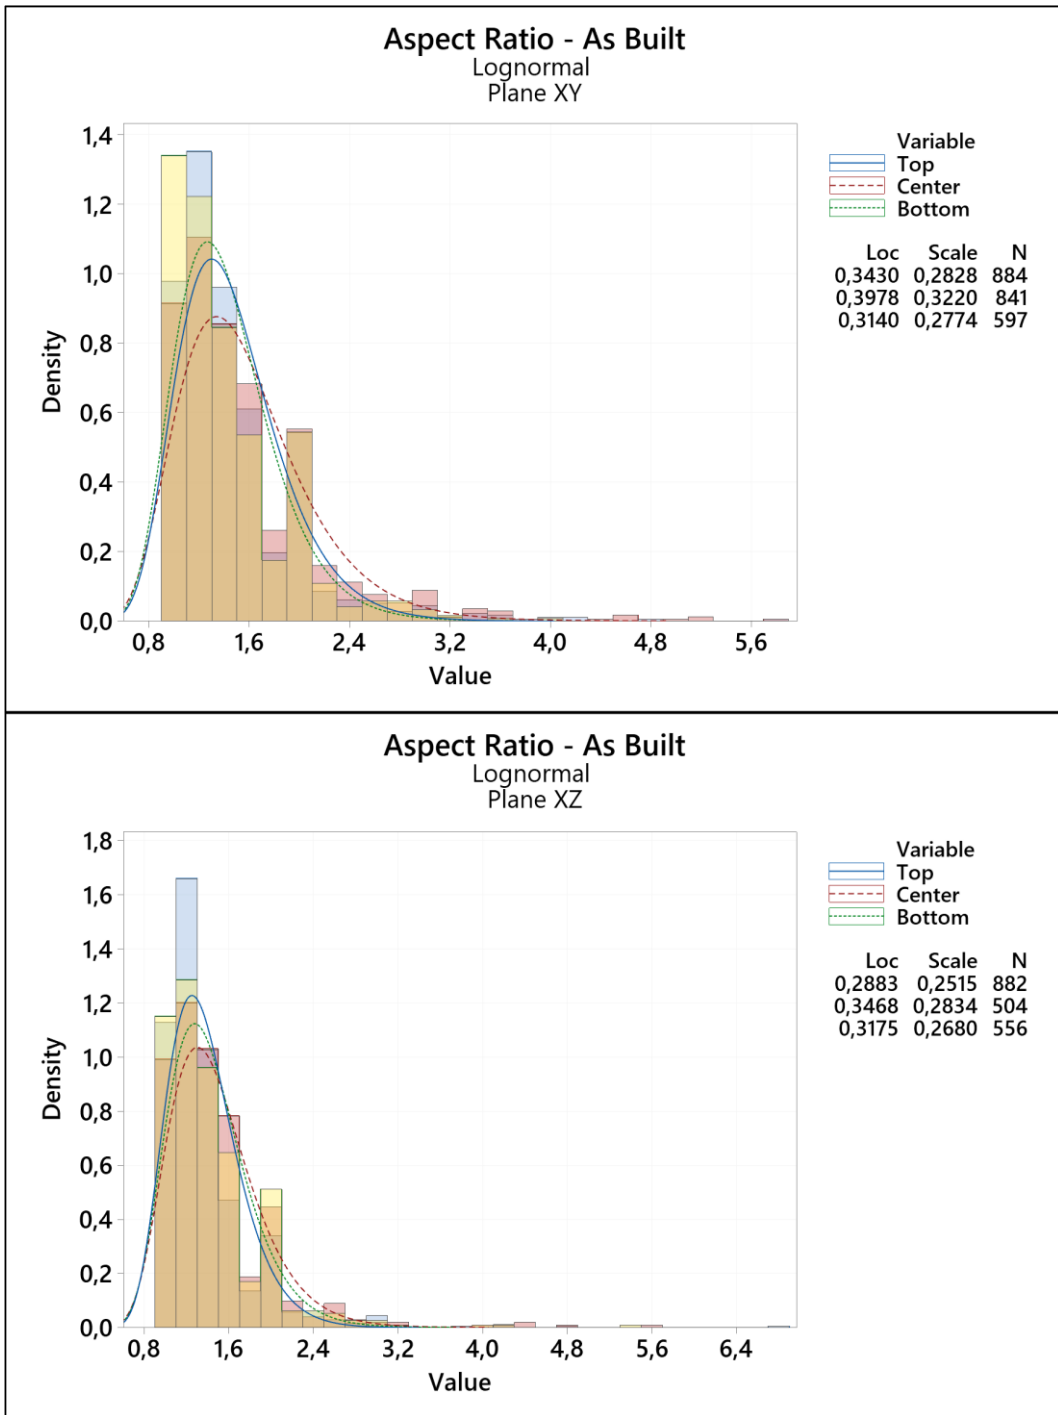 Aspect Ratio - As Built
Lognormal
Plane XY
1,4
1,2
1,0
0,8
0,6
0,4
0,2
0,0
Density
0,8 1,6 2,4 3,2 4,0 4,8 5,6
Value
Variable
Top
Center
Bottom
Loc Scale N
0,3430 0,2828 884
0,3978 0,3220 841
0,3140 0,2774 597
Aspect Ratio - As Built
Lognormal
Plane XZ
1,8
1,6
1,4
1,2
1,0
0,8
0,6
0,4
0,2
0,0
Density
0,8 1,6 2,4 3,2 4,0 4,8 5,6 6,4
Value
Variable
Top
Center
Bottom
Loc Scale N
0,2883 0,2515 882
0,3468 0,2834 504
0,3175 0,2680 556